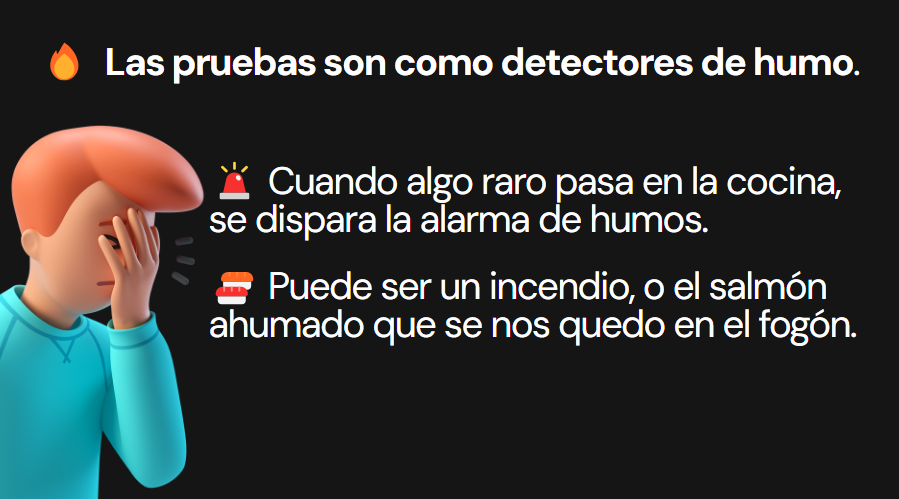 🔥 Las pruebas son como detectores de humo.
🚨 Cuando algo raro pasa en la cocina,
se dispara la alarma de humos.
🍣 Puede ser un incendio, o el salmón
ahumado que se nos quedo en el fogón.